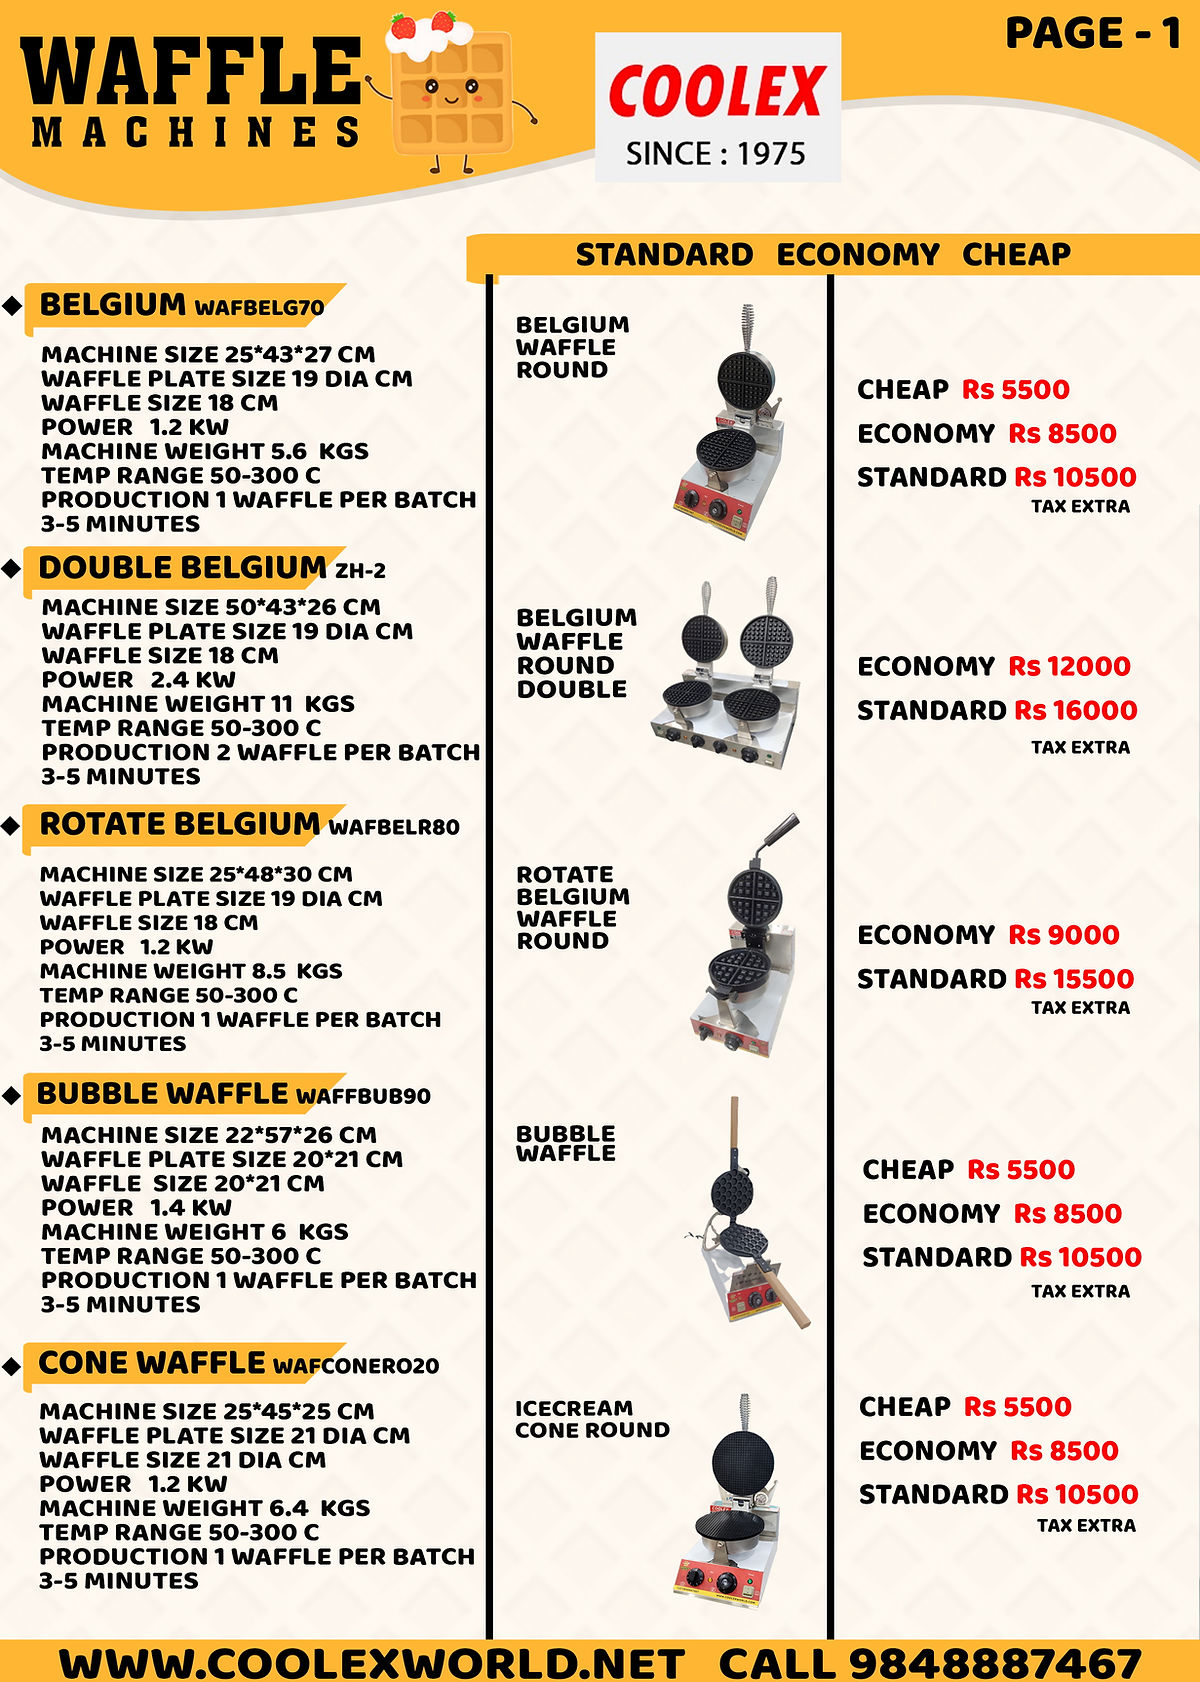 WAFFLE
MACHINES
COOLEX
SINCE : 1975
PAGE - 1
STANDARD ECONOMY CHEAP
BELGIUM WAFBELG70
MACHINE SIZE 25*43*27 CM
WAFFLE PLATE SIZE 19 DIA CM
WAFFLE SIZE 18 CM
POWER 1.2 KW
MACHINE WEIGHT 5.6 KGS
TEMP RANGE 50-300 C
PRODUCTION 1 WAFFLE PER BATCH
3-5 MINUTES
BELGIUM
WAFFLE
ROUND
COOLEX
CHEAP Rs 5500
ECONOMY Rs 8500
STANDARD Rs 10500
TAX EXTRA
DOUBLE BELGIUM ZH-2
MACHINE SIZE 50*43*26 CM
WAFFLE PLATE SIZE 19 DIA CM
WAFFLE SIZE 18 CM
POWER 2.4 KW
MACHINE WEIGHT 11 KGS
TEMP RANGE 50-300 C
PRODUCTION 2 WAFFLE PER BATCH
3-5 MINUTES
BELGIUM
WAFFLE
ROUND
DOUBLE
ECONOMY Rs 12000
STANDARD Rs 16000
TAX EXTRA
ROTATE BELGIUM WAFBELR80
MACHINE SIZE 25*48*30 CM
WAFFLE PLATE SIZE 19 DIA CM
WAFFLE SIZE 18 CM
POWER 1.2 KW
MACHINE WEIGHT 8.5 KGS
TEMP RANGE 50-300 C
PRODUCTION 1 WAFFLE PER BATCH
3-5 MINUTES
ROTATE
BELGIUM
WAFFLE
ROUND
ECONOMY Rs 9000
STANDARD Rs 15500
TAX EXTRA
BUBBLE WAFFLE WAFFBUB90
MACHINE SIZE 22*57*26 CM
WAFFLE PLATE SIZE 20*21 CM
WAFFLE SIZE 20*21 CM
POWER 1.4 KW
MACHINE WEIGHT 6 KGS
TEMP RANGE 50-300 C
PRODUCTION 1 WAFFLE PER BATCH
3-5 MINUTES
BUBBLE
WAFFLE
CHEAP Rs 5500
ECONOMY Rs 8500
STANDARD Rs 10500
TAX EXTRA
CONE WAFFLE WAFCONERO20
MACHINE SIZE 25*45*25 CM
WAFFLE PLATE SIZE 21 DIA CM
WAFFLE SIZE 21 DIA CM
POWER 1.2 KW
MACHINE WEIGHT 6.4 KGS
TEMP RANGE 50-300 C
PRODUCTION 1 WAFFLE PER BATCH
3-5 MINUTES
ICECREAM
CONE ROUND
COOLEX
CHEAP Rs 5500
ECONOMY Rs 8500
STANDARD Rs 10500
TAX EXTRA
WWW.COOLEXWORLD.NET CALL 9848887467